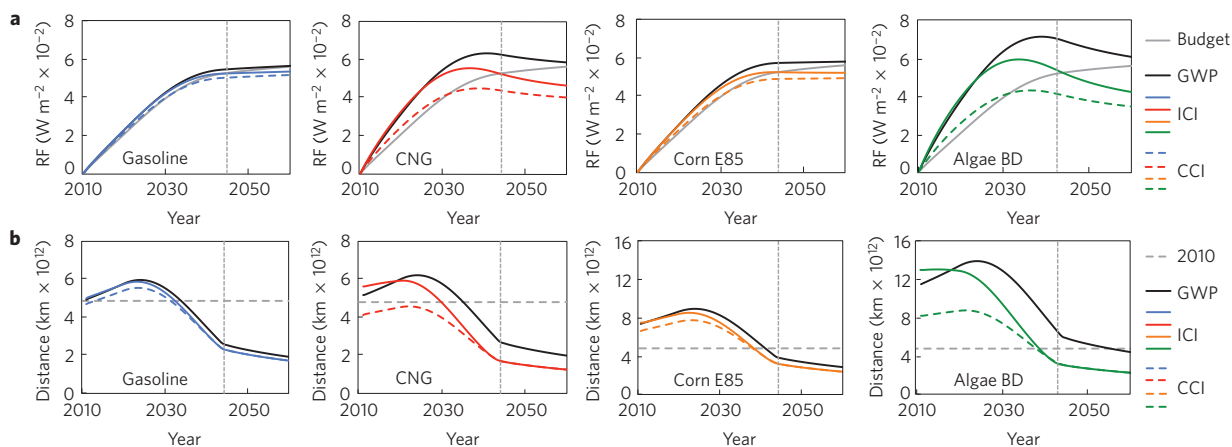 a
RF (W m⁻² × 10⁻²)
8
6
4
2
0
Gasoline
2010 2030 2050
Year
RF (W m⁻² × 10⁻²)
8
6
4
2
0
CNG
2010 2030 2050
Year
RF (W m⁻² × 10⁻²)
8
6
4
2
0
Corn E85
2010 2030 2050
Year
RF (W m⁻² × 10⁻²)
8
6
4
2
0
Algae BD
2010 2030 2050
Year
Budget
GWP
ICI
CCI
b
Distance (km × 10¹²)
8
6
4
2
0
Gasoline
2010 2030 2050
Year
Distance (km × 10¹²)
8
6
4
2
0
CNG
2010 2030 2050
Year
Distance (km × 10¹²)
16
12
8
4
0
Corn E85
2010 2030 2050
Year
Distance (km × 10¹²)
16
12
8
4
0
Algae BD
2010 2030 2050
Year
2010
GWP
ICI
CCI